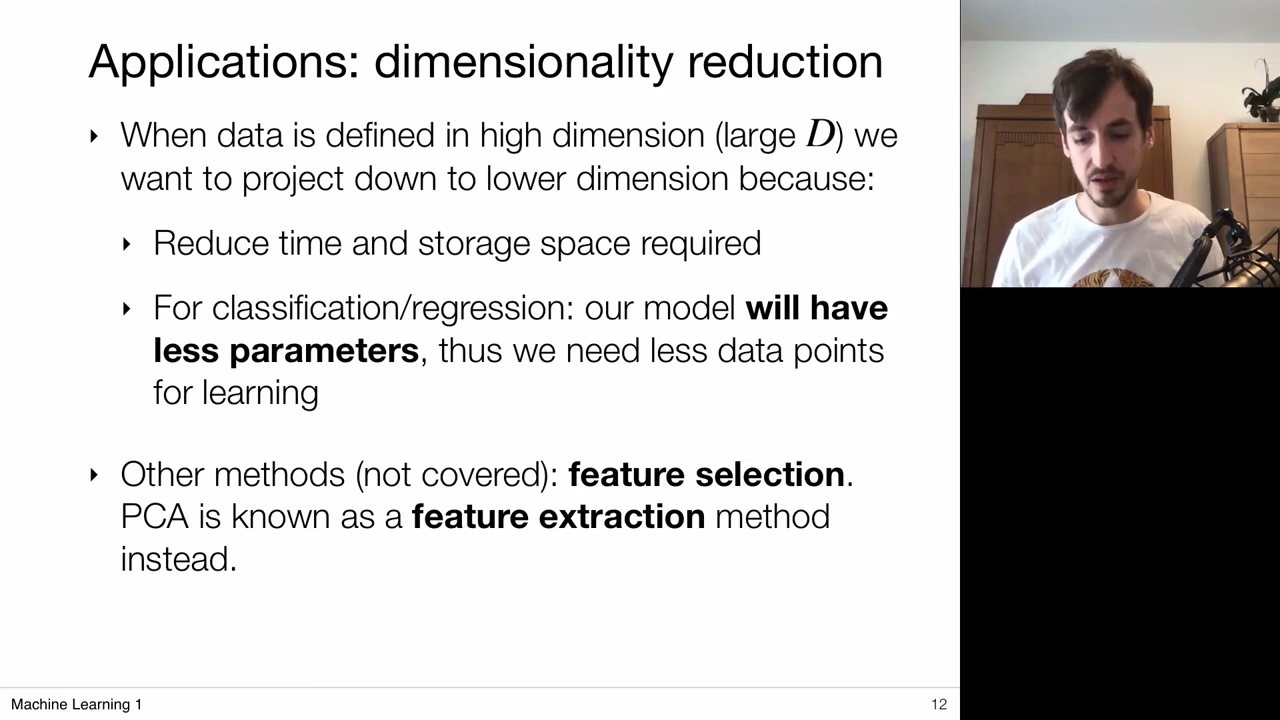 Applications: dimensionality reduction
‣ When data is defined in high dimension (large D) we
want to project down to lower dimension because:
‣ Reduce time and storage space required
‣ For classification/regression: our model will have
less parameters, thus we need less data points
for learning
‣ Other methods (not covered): feature selection.
PCA is known as a feature extraction method
instead.
Machine Learning 1
12